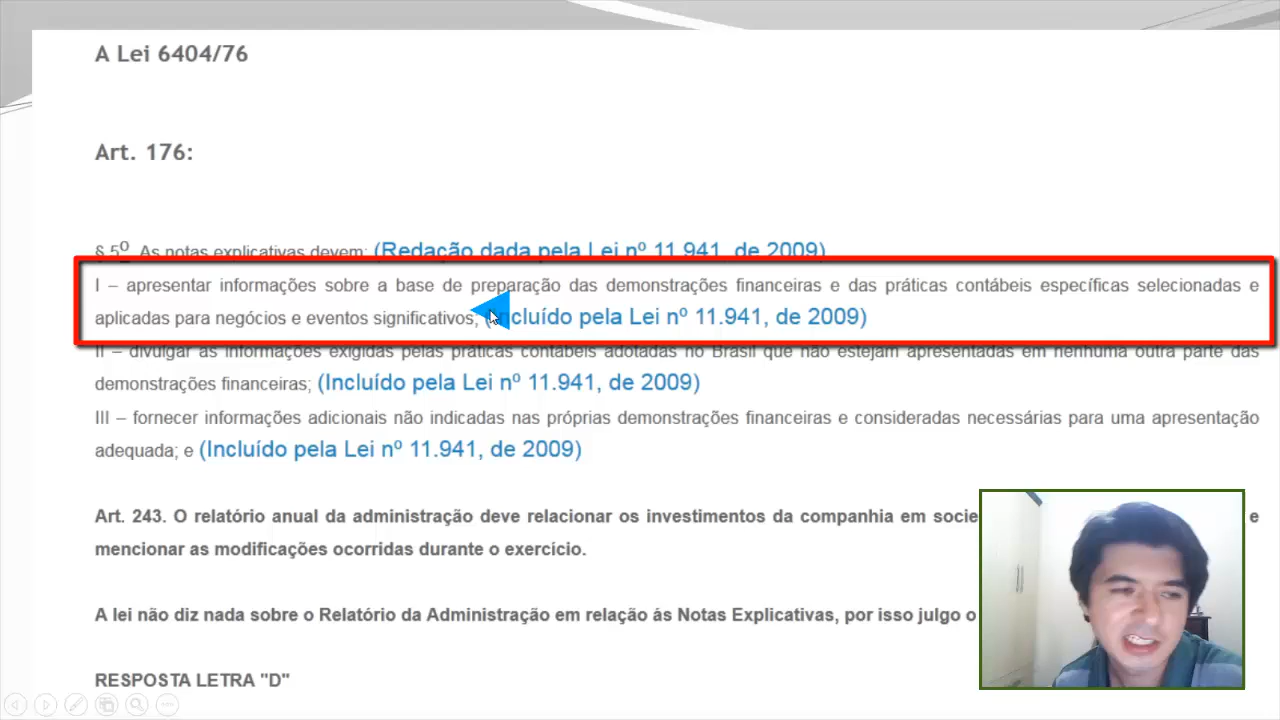 A Lei 6404/76
Art. 176:
§ 5º As notas explicativas devem: (Redação dada pela Lei nº 11.941, de 2009)
I – apresentar informações sobre a base de preparação das demonstrações financeiras e das práticas contábeis específicas selecionadas e
aplicadas para negócios e eventos significativos; (Incluído pela Lei nº 11.941, de 2009)
II – divulgar as informações exigidas pelas práticas contábeis adotadas no Brasil que não estejam apresentadas em nenhuma outra parte das
demonstrações financeiras; (Incluído pela Lei nº 11.941, de 2009)
III – fornecer informações adicionais não indicadas nas próprias demonstrações financeiras e consideradas necessárias para uma apresentação
adequada; e (Incluído pela Lei nº 11.941, de 2009)
Art. 243. O relatório anual da administração deve relacionar os investimentos da companhia em e
mencionar as modificações ocorridas durante o exercício.
A lei não diz nada sobre o Relatório da Administração em relação ás Notas Explicativas, por isso julgo o
RESPOSTA LETRA "D"